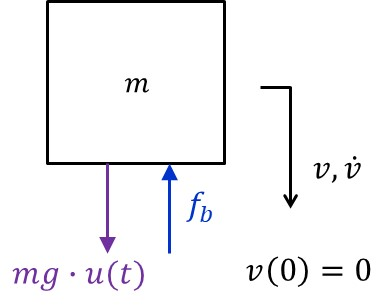 m
f_b
v, v̇
mg · u(t)
v(0) = 0